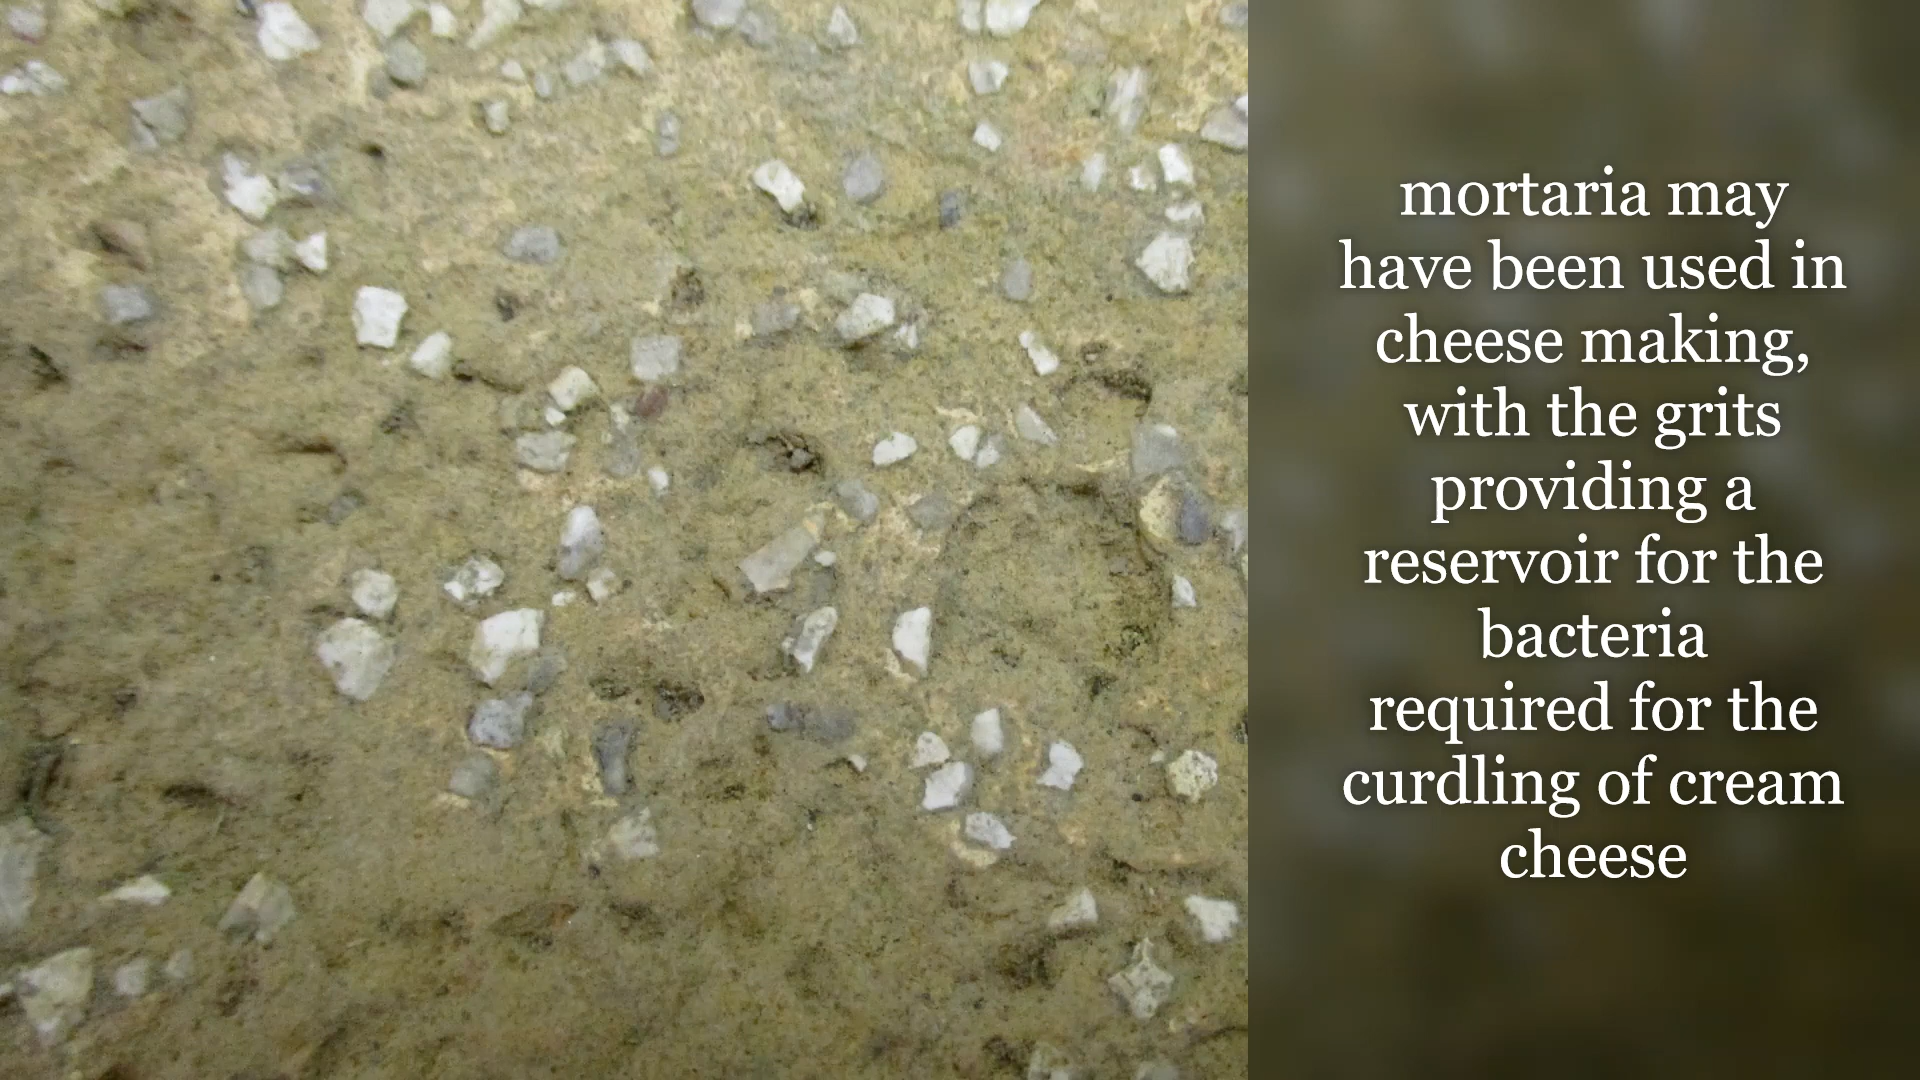 mortaria may
have been used in
cheese making,
with the grits
providing a
reservoir for the
bacteria
required for the
curdling of cream
cheese